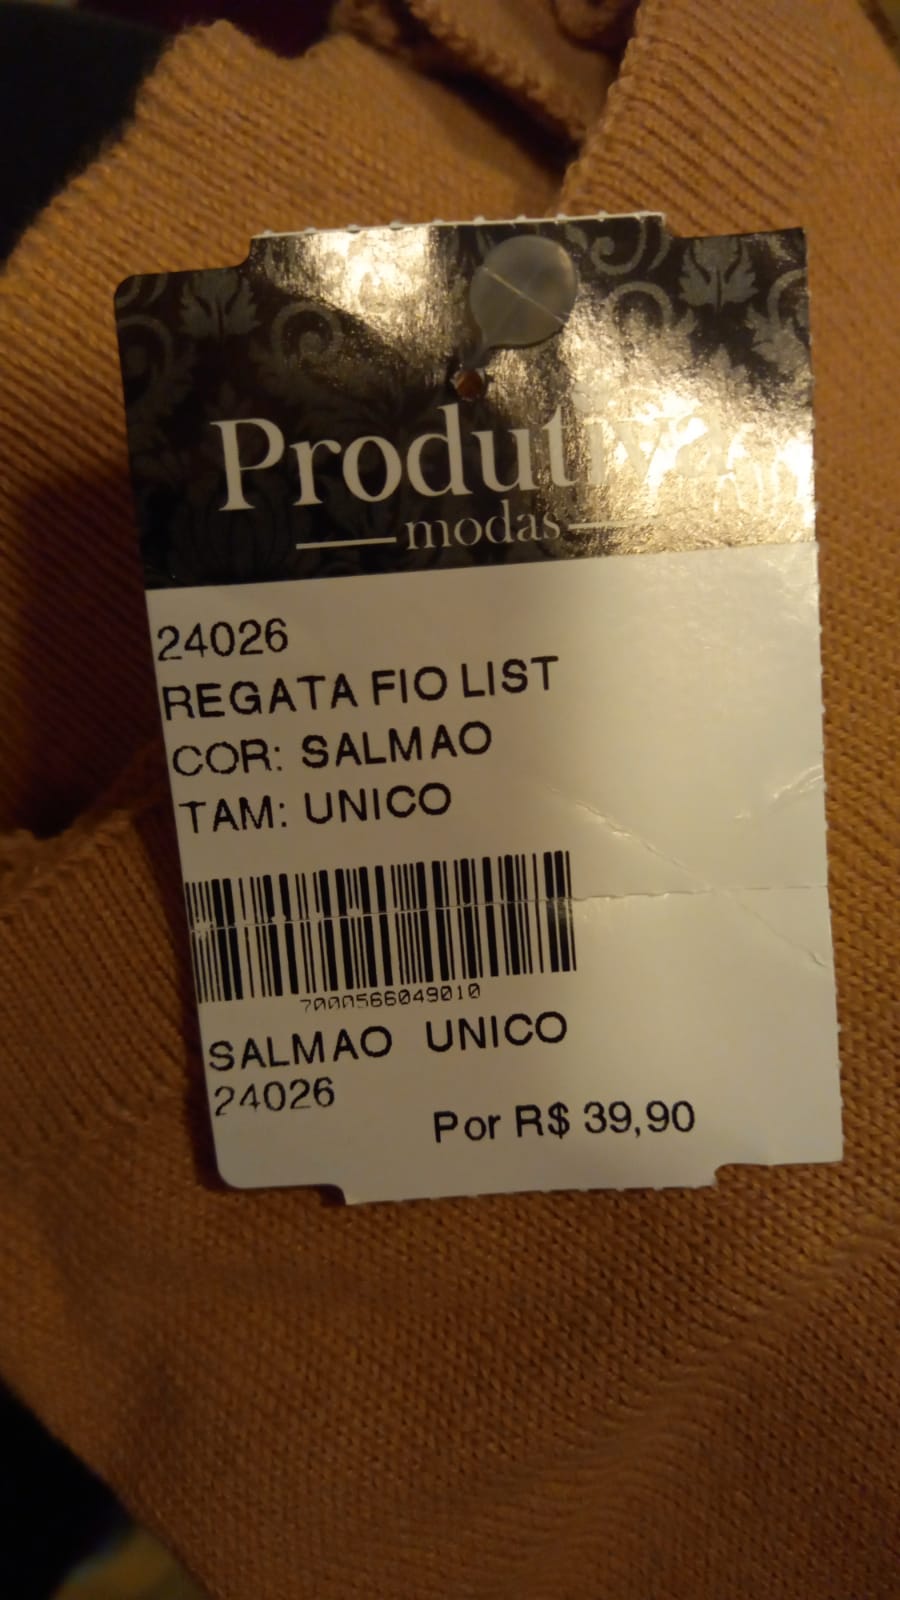 Produtiva
modas
24026
REGATA FIO LIST
COR: SALMAO
TAM: UNICO
7000566049010
SALMAO UNICO
24026
Por R$ 39,90